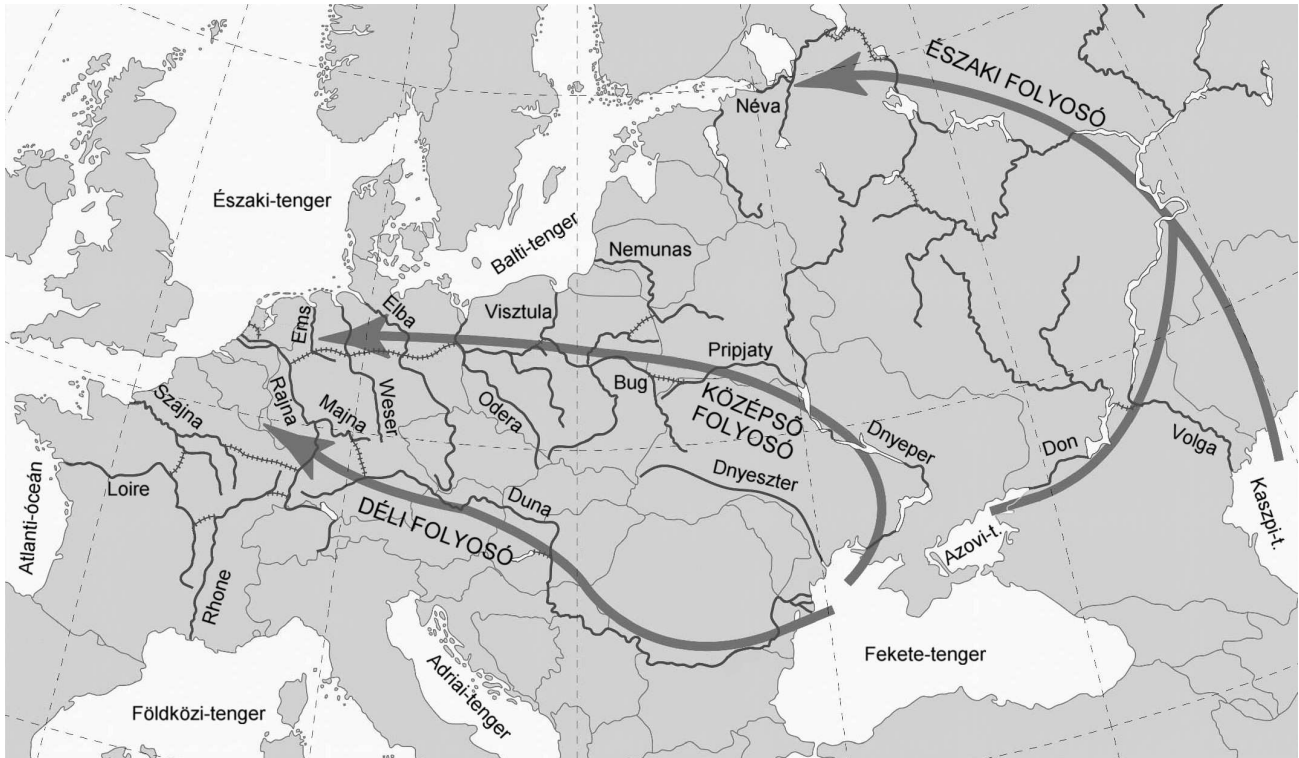 ÉSZAKI FOLYOSÓ
Néva
Északi-tenger
Balti-tenger
Nemunas
Elba
Visztula
Ems
Pripjaty
Rajna
Majna
Weser
Odera
Bug
KÖZÉPSŐ
FOLYOSÓ
Szajna
Dnyeper
Don
Volga
Loire
Dnyeszter
Duna
DÉLI FOLYOSÓ
Atlanti-óceán
Azovi-t.
Kaszpi-t.
Rhone
Fekete-tenger
Adriai-tenger
Földközi-tenger